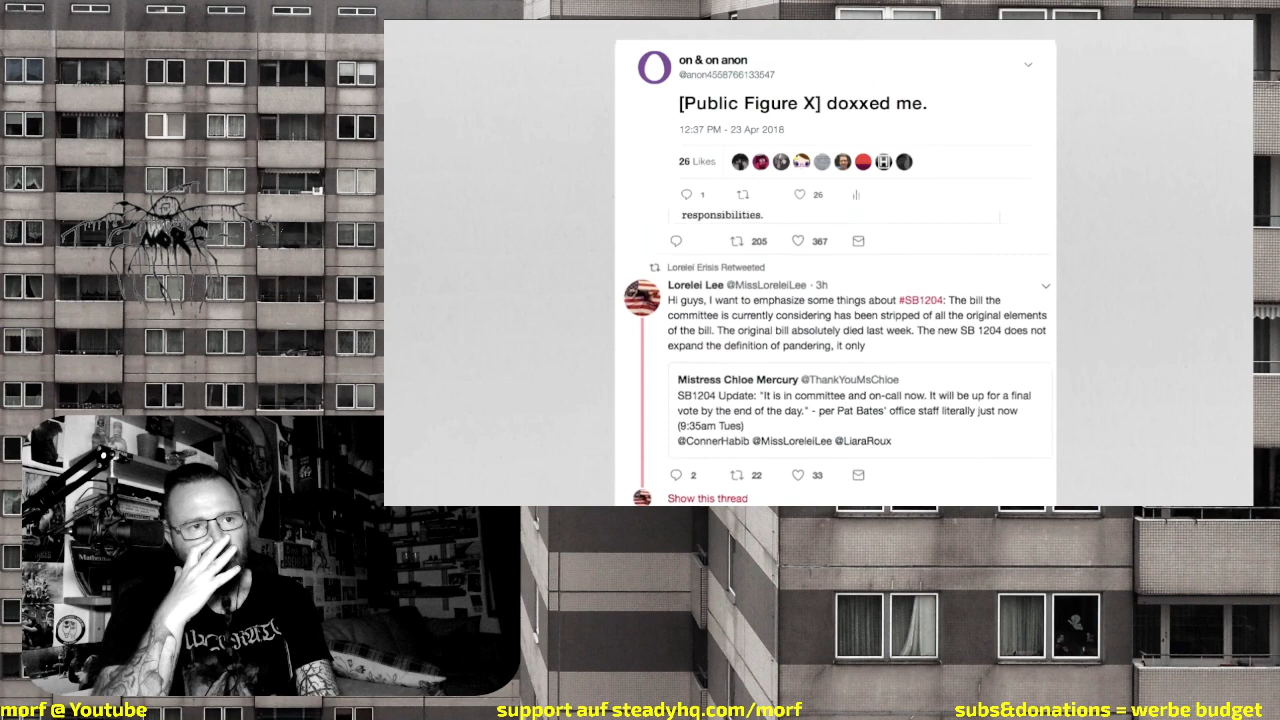 on & on anon
@anon4558766133547
[Public Figure X] doxxed me.
12:37 PM - 23 Apr 2018
26 Likes
1
26
responsibilities.
205
367
Lorelei Erisis Retweeted
Lorelei Lee @MissLoreleiLee · 3h
Hi guys, I want to emphasize some things about #SB1204: The bill the
committee is currently considering has been stripped of all the original elements
of the bill. The original bill absolutely died last week. The new SB 1204 does not
expand the definition of pandering, it only
Mistress Chloe Mercury @ThankYouMsChloe
SB1204 Update: "It is in committee and on-call now. It will be up for a final
vote by the end of the day." - per Pat Bates' office staff literally just now
(9:35am Tues)
@ConnerHabib @MissLoreleiLee @LiaraRoux
2
22
33
Show this thread
MORF
morf @ Youtube
support auf steadyhq.com/morf
subs&donations = werbe budget